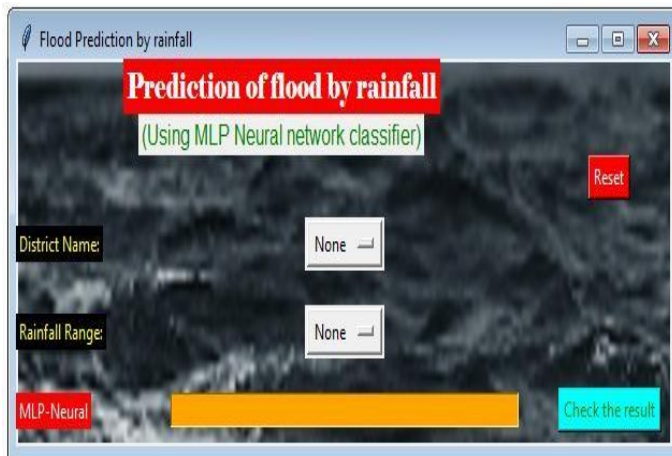 Flood Prediction by rainfall
Prediction of flood by rainfall
(Using MLP Neural network classifier)
Reset
District Name: None
Rainfall Range: None
MLP-Neural Check the result